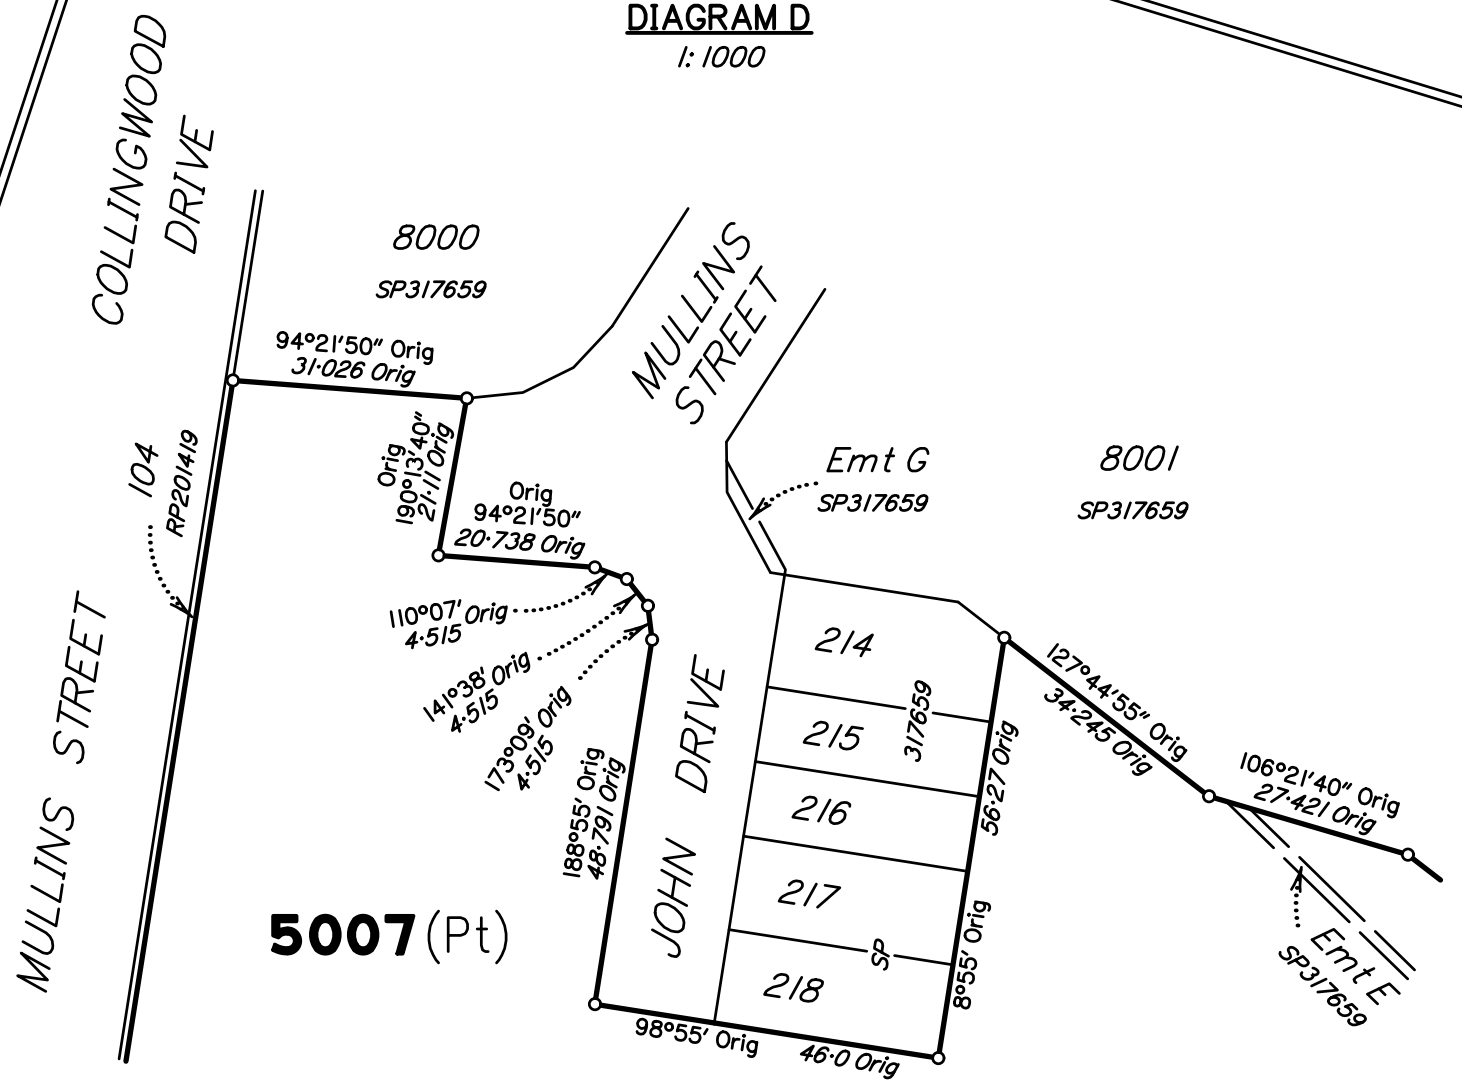 DIAGRAM D
1:1000
COLLINGWOOD
DRIVE
8000
SP317659
MULLINS
STREET
94°21'50" Orig
31·026 Orig
104
RP201419
Orig
190°13'40"
21·11 Orig
Orig
94°21'50"
20·738 Orig
Emt G
SP317659
8001
SP317659
110°07' Orig
4·515
141°38' Orig
4·515
173°09' Orig
4·515
MULLINS STREET
188°55' Orig
48·791 Orig
JOHN DRIVE
214
215
216
217
218
SP 317659
56·27 Orig
8°55' Orig
127°44'55" Orig
34·245 Orig
106°21'40" Orig
27·421 Orig
Emt E
SP317659
5007 (Pt)
98°55' Orig
46·0 Orig